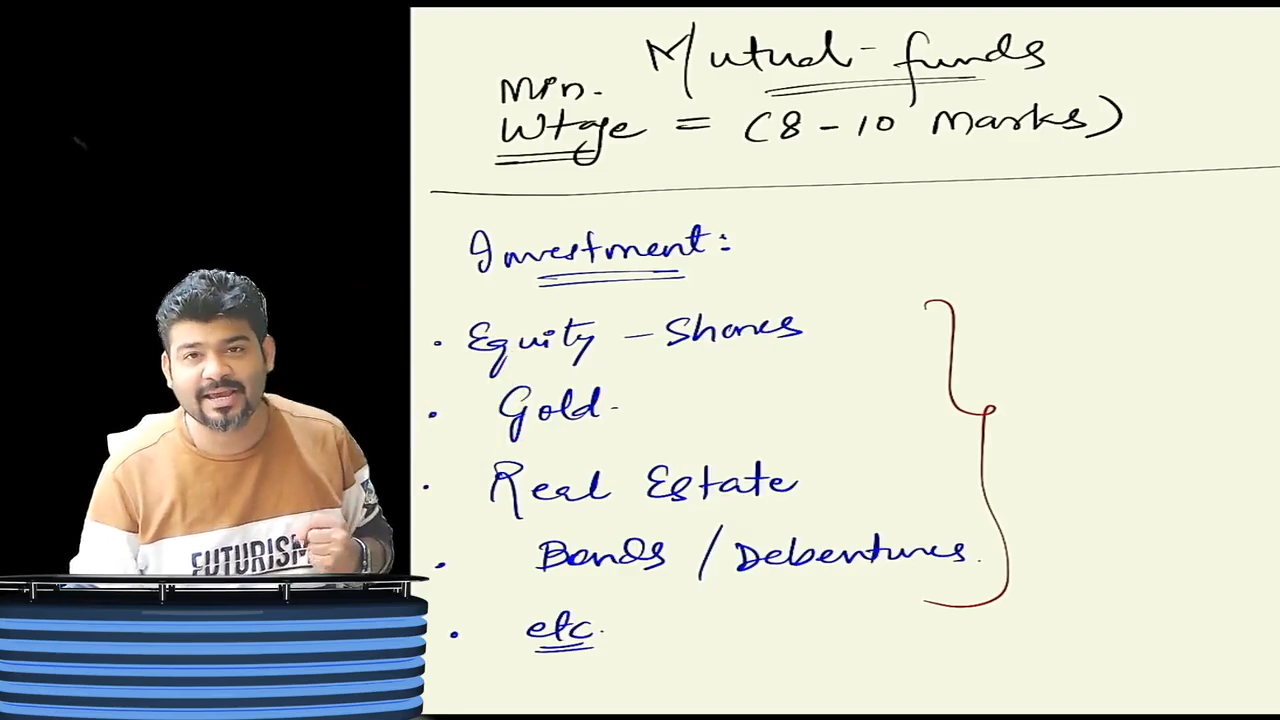 Mutual-funds
Min.
Wtge = (8-10 Marks)
Investment:
· Equity - Shares
· Gold.
· Real Estate
· Bonds / Debentures.
· etc.
FUTURISM